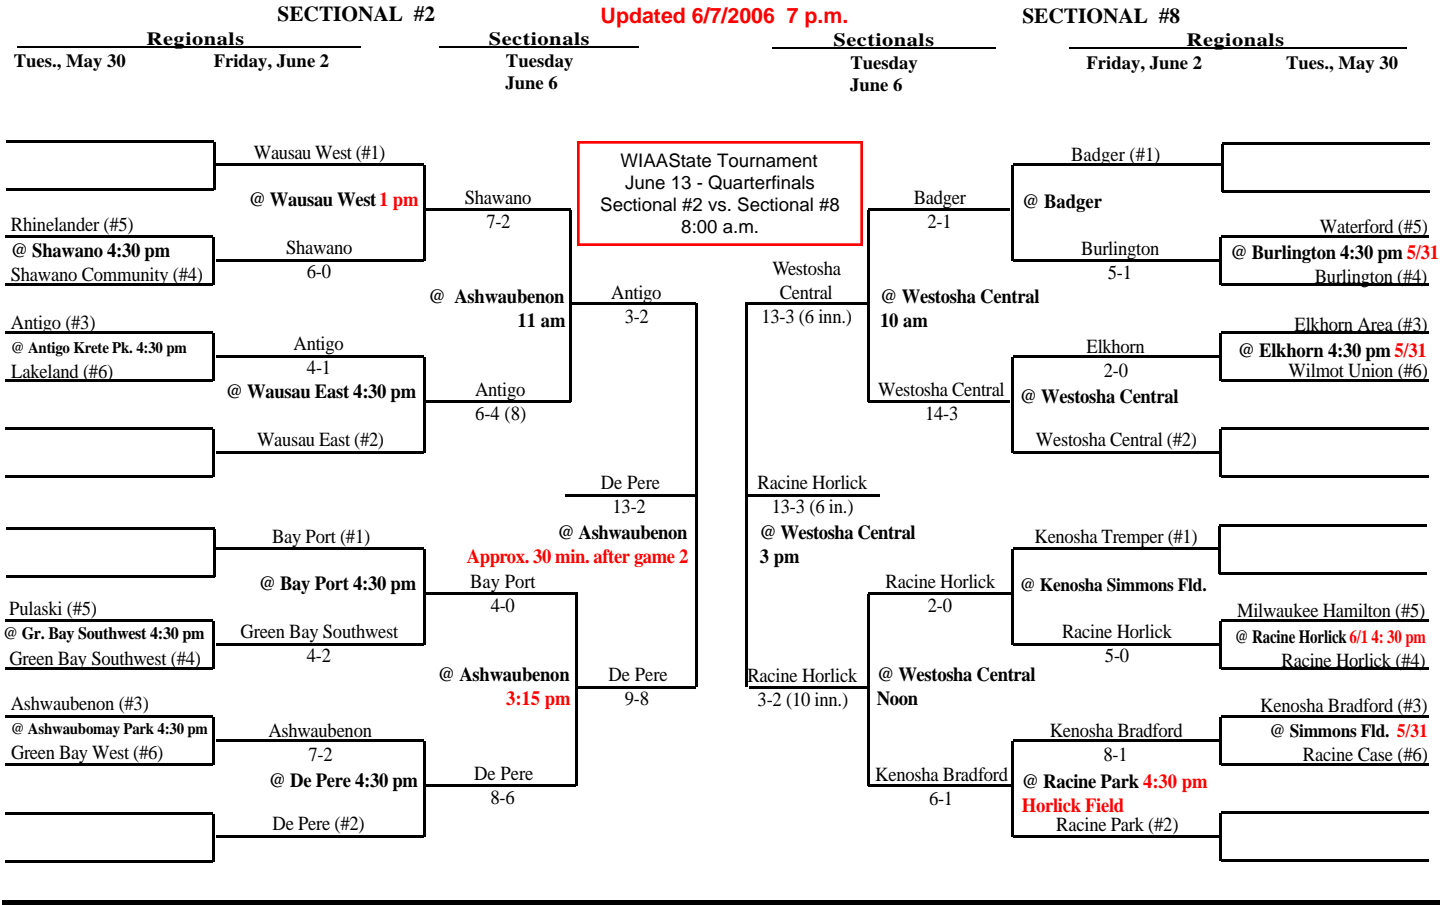 SECTIONAL #2
Updated 6/7/2006 7 p.m.
SECTIONAL #8
Regionals
Sectionals
Sectionals
Regionals
Tues., May 30
Friday, June 2
Tuesday
June 6
Tuesday
June 6
Friday, June 2
Tues., May 30
WIAAState Tournament
June 13 - Quarterfinals
Sectional #2 vs. Sectional #8
8:00 a.m.
Rhinelander (#5)
@ Shawano 4:30 pm
Shawano Community (#4)
Antigo (#3)
@ Antigo Krete Pk. 4:30 pm
Lakeland (#6)
Pulaski (#5)
@ Gr. Bay Southwest 4:30 pm
Green Bay Southwest (#4)
Ashwaubenon (#3)
@ Ashwaubomay Park 4:30 pm
Green Bay West (#6)
Wausau West (#1)
@ Wausau West 1 pm
Shawano
6-0
Antigo
4-1
@ Wausau East 4:30 pm
Wausau East (#2)
Bay Port (#1)
@ Bay Port 4:30 pm
Green Bay Southwest
4-2
Ashwaubenon
7-2
@ De Pere 4:30 pm
De Pere (#2)
Shawano
7-2
@ Ashwaubenon
11 am
Antigo
6-4 (8)
Bay Port
4-0
@ Ashwaubenon
3:15 pm
De Pere
8-6
Antigo
3-2
De Pere
13-2
@ Ashwaubenon
Approx. 30 min. after game 2
De Pere
9-8
Westosha
Central
13-3 (6 inn.)
Racine Horlick
13-3 (6 in.)
@ Westosha Central
3 pm
Racine Horlick
3-2 (10 inn.)
Badger
2-1
@ Westosha Central
10 am
Westosha Central
14-3
Racine Horlick
2-0
@ Westosha Central
Noon
Kenosha Bradford
6-1
Badger (#1)
@ Badger
Burlington
5-1
Elkhorn
2-0
@ Westosha Central
Westosha Central (#2)
Kenosha Tremper (#1)
@ Kenosha Simmons Fld.
Racine Horlick
5-0
Kenosha Bradford
8-1
@ Racine Park 4:30 pm
Horlick Field
Racine Park (#2)
Waterford (#5)
@ Burlington 4:30 pm 5/31
Burlington (#4)
Elkhorn Area (#3)
@ Elkhorn 4:30 pm 5/31
Wilmot Union (#6)
Milwaukee Hamilton (#5)
@ Racine Horlick 6/1 4: 30 pm
Racine Horlick (#4)
Kenosha Bradford (#3)
@ Simmons Fld. 5/31
Racine Case (#6)